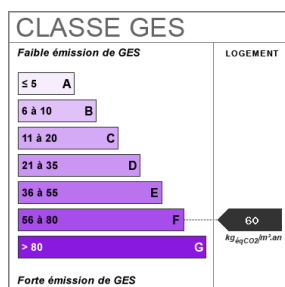 CLASSE GES
Faible émission de GES
LOGEMENT
≤ 5 A
6 à 10 B
11 à 20 C
21 à 35 D
36 à 55 E
56 à 80 F
60
kgéqCO2/m².an
> 80 G
Forte émission de GES